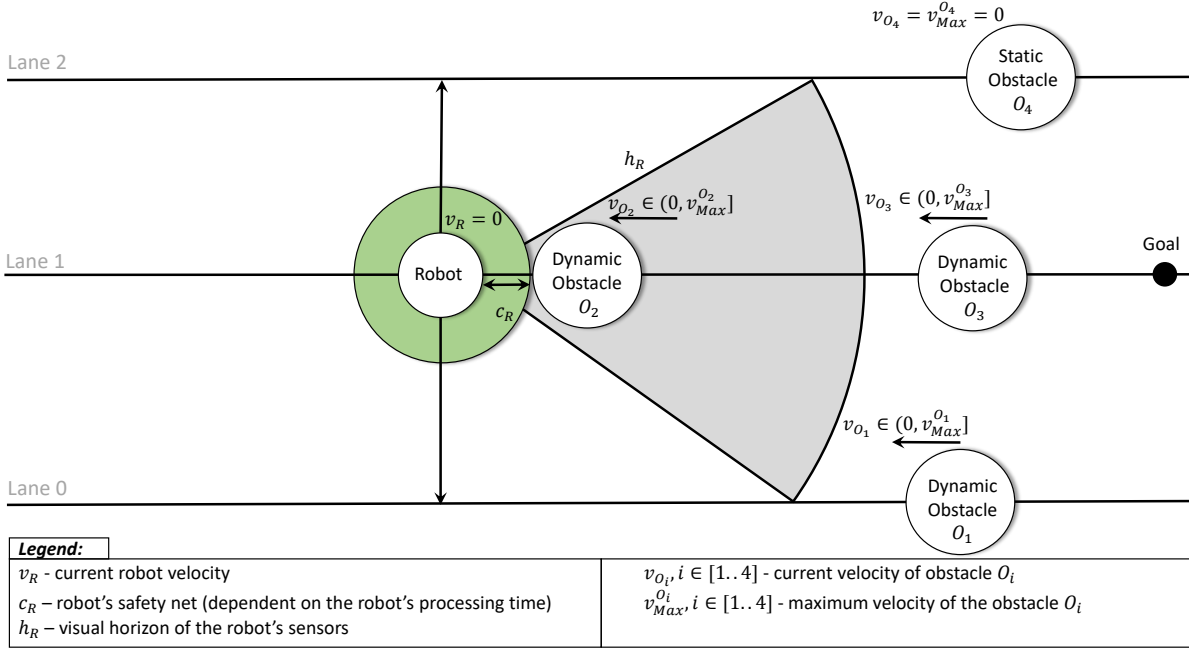 v_{O_4} = v_{Max}^{O_4} = 0
Lane 2
Static
Obstacle
O_4
h_R
v_{O_2} ∈ (0, v_{Max}^{O_2}]
v_{O_3} ∈ (0, v_{Max}^{O_3}]
v_R = 0
Goal
Lane 1
Robot
Dynamic
Obstacle
O_2
Dynamic
Obstacle
O_3
c_R
v_{O_1} ∈ (0, v_{Max}^{O_1}]
Lane 0
Dynamic
Obstacle
O_1
Legend:
v_R - current robot velocity
c_R – robot's safety net (dependent on the robot's processing time)
h_R – visual horizon of the robot's sensors
v_{O_i}, i ∈ [1..4] - current velocity of obstacle O_i
v_{Max}^{O_i}, i ∈ [1..4] - maximum velocity of the obstacle O_i